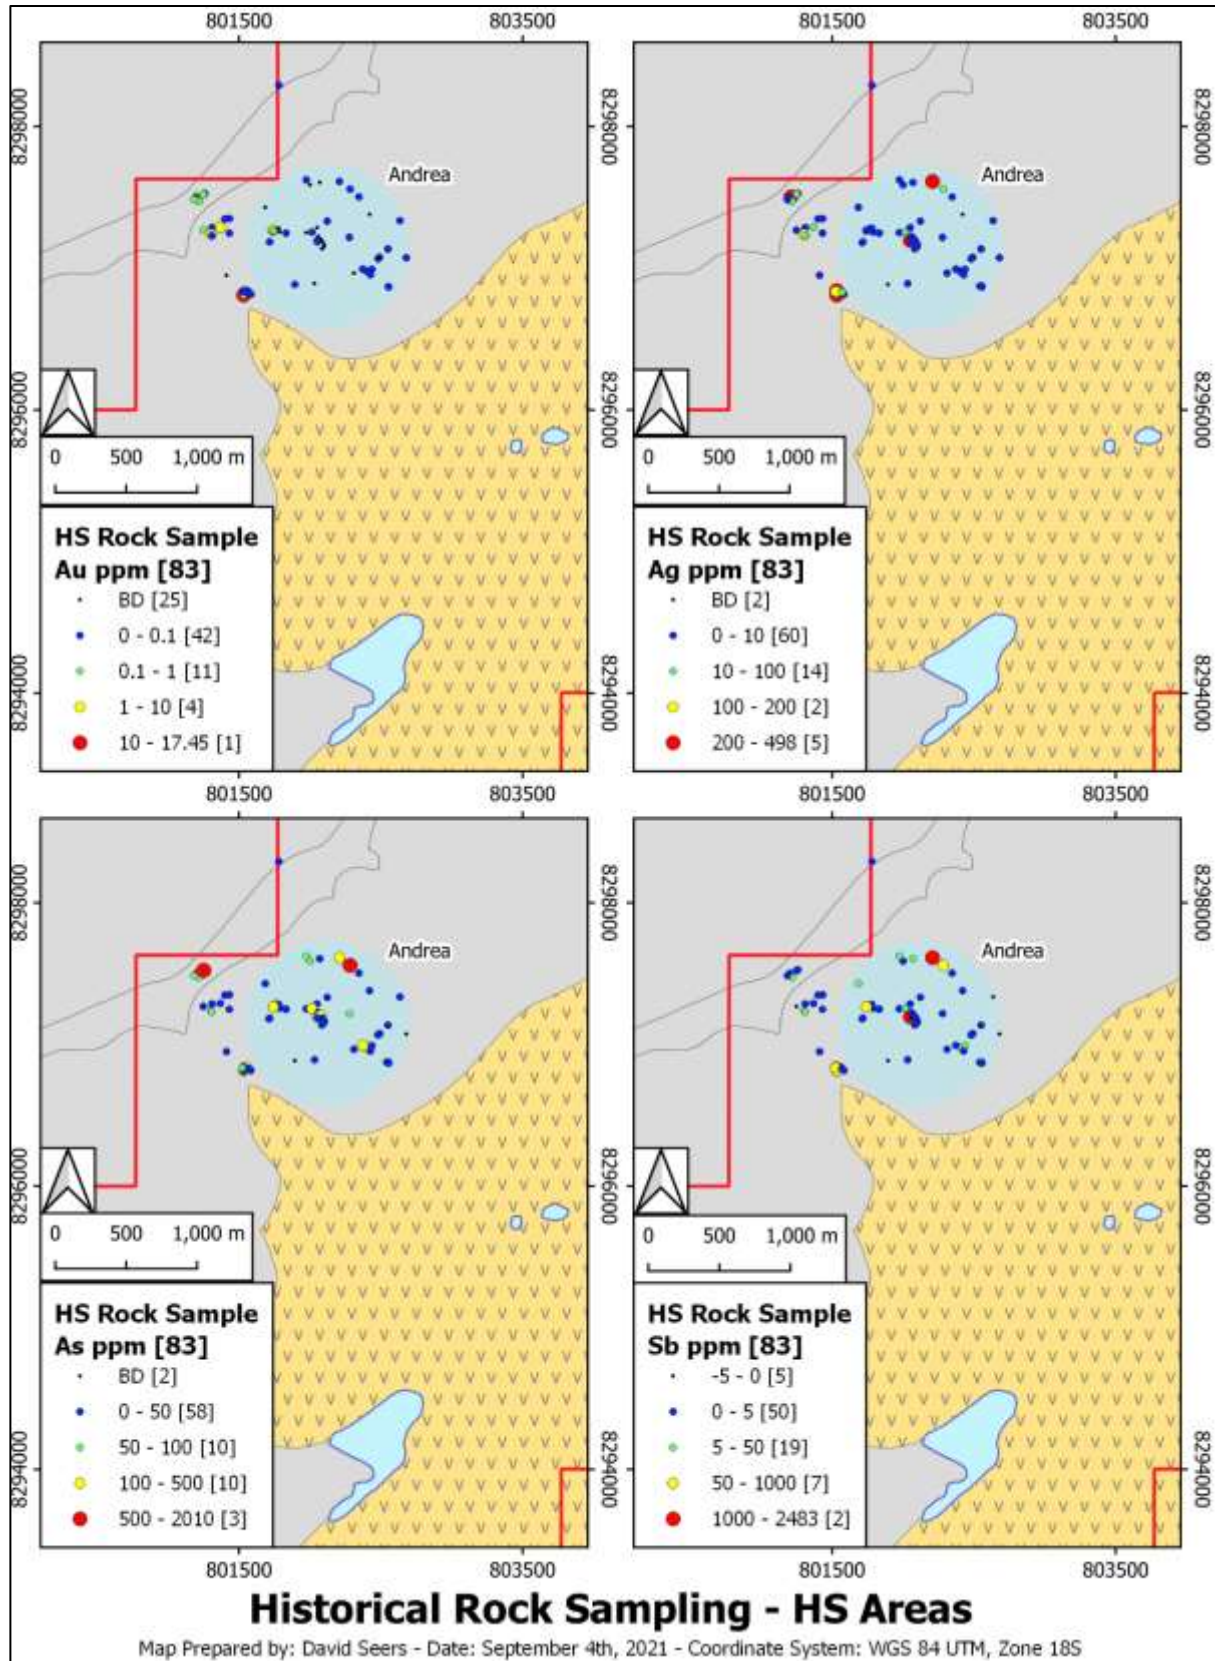 801500 803500
801500 803500
8298000
8298000
8298000
Andrea
Andrea
8296000
8296000
8296000
0 500 1,000 m
0 500 1,000 m
HS Rock Sample
Au ppm [83]
BD [25]
0 - 0.1 [42]
0.1 - 1 [11]
1 - 10 [4]
10 - 17.45 [1]
HS Rock Sample
Ag ppm [83]
BD [2]
0 - 10 [60]
10 - 100 [14]
100 - 200 [2]
200 - 498 [5]
8294000
8294000
801500 803500
801500 803500
8298000
8298000
8298000
Andrea
Andrea
8296000
8296000
8296000
0 500 1,000 m
0 500 1,000 m
HS Rock Sample
As ppm [83]
BD [2]
0 - 50 [58]
50 - 100 [10]
100 - 500 [10]
500 - 2010 [3]
HS Rock Sample
Sb ppm [83]
-5 - 0 [5]
0 - 5 [50]
5 - 50 [19]
50 - 1000 [7]
1000 - 2483 [2]
8294000
8294000
801500 803500
801500 803500
Historical Rock Sampling - HS Areas
Map Prepared by: David Seers - Date: September 4th, 2021 - Coordinate System: WGS 84 UTM, Zone 18S